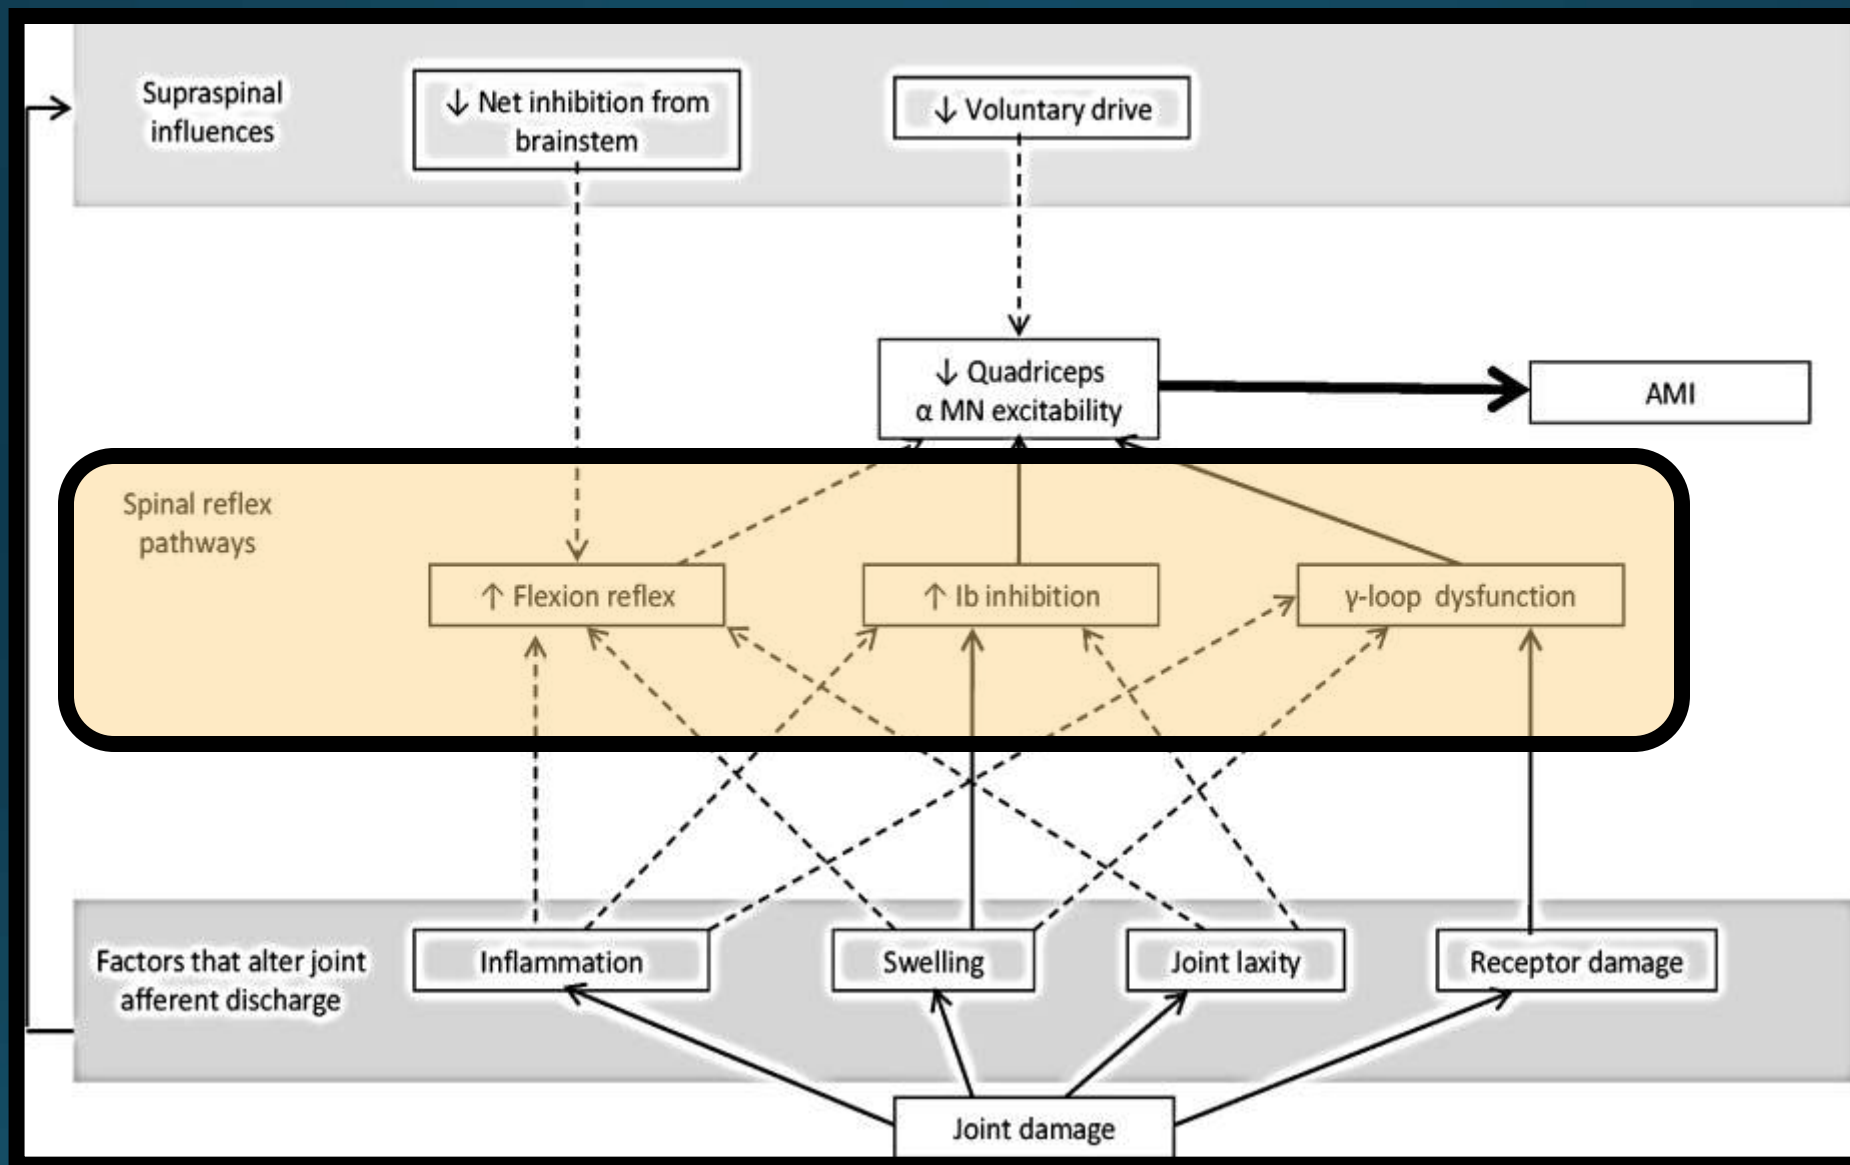 Supraspinal
influences
↓ Net inhibition from
brainstem
↓ Voluntary drive
↓ Quadriceps
α MN excitability
AMI
Spinal reflex
pathways
↑ Flexion reflex
↑ Ib inhibition
γ-loop dysfunction
Factors that alter joint
afferent discharge
Inflammation
Swelling
Joint laxity
Receptor damage
Joint damage